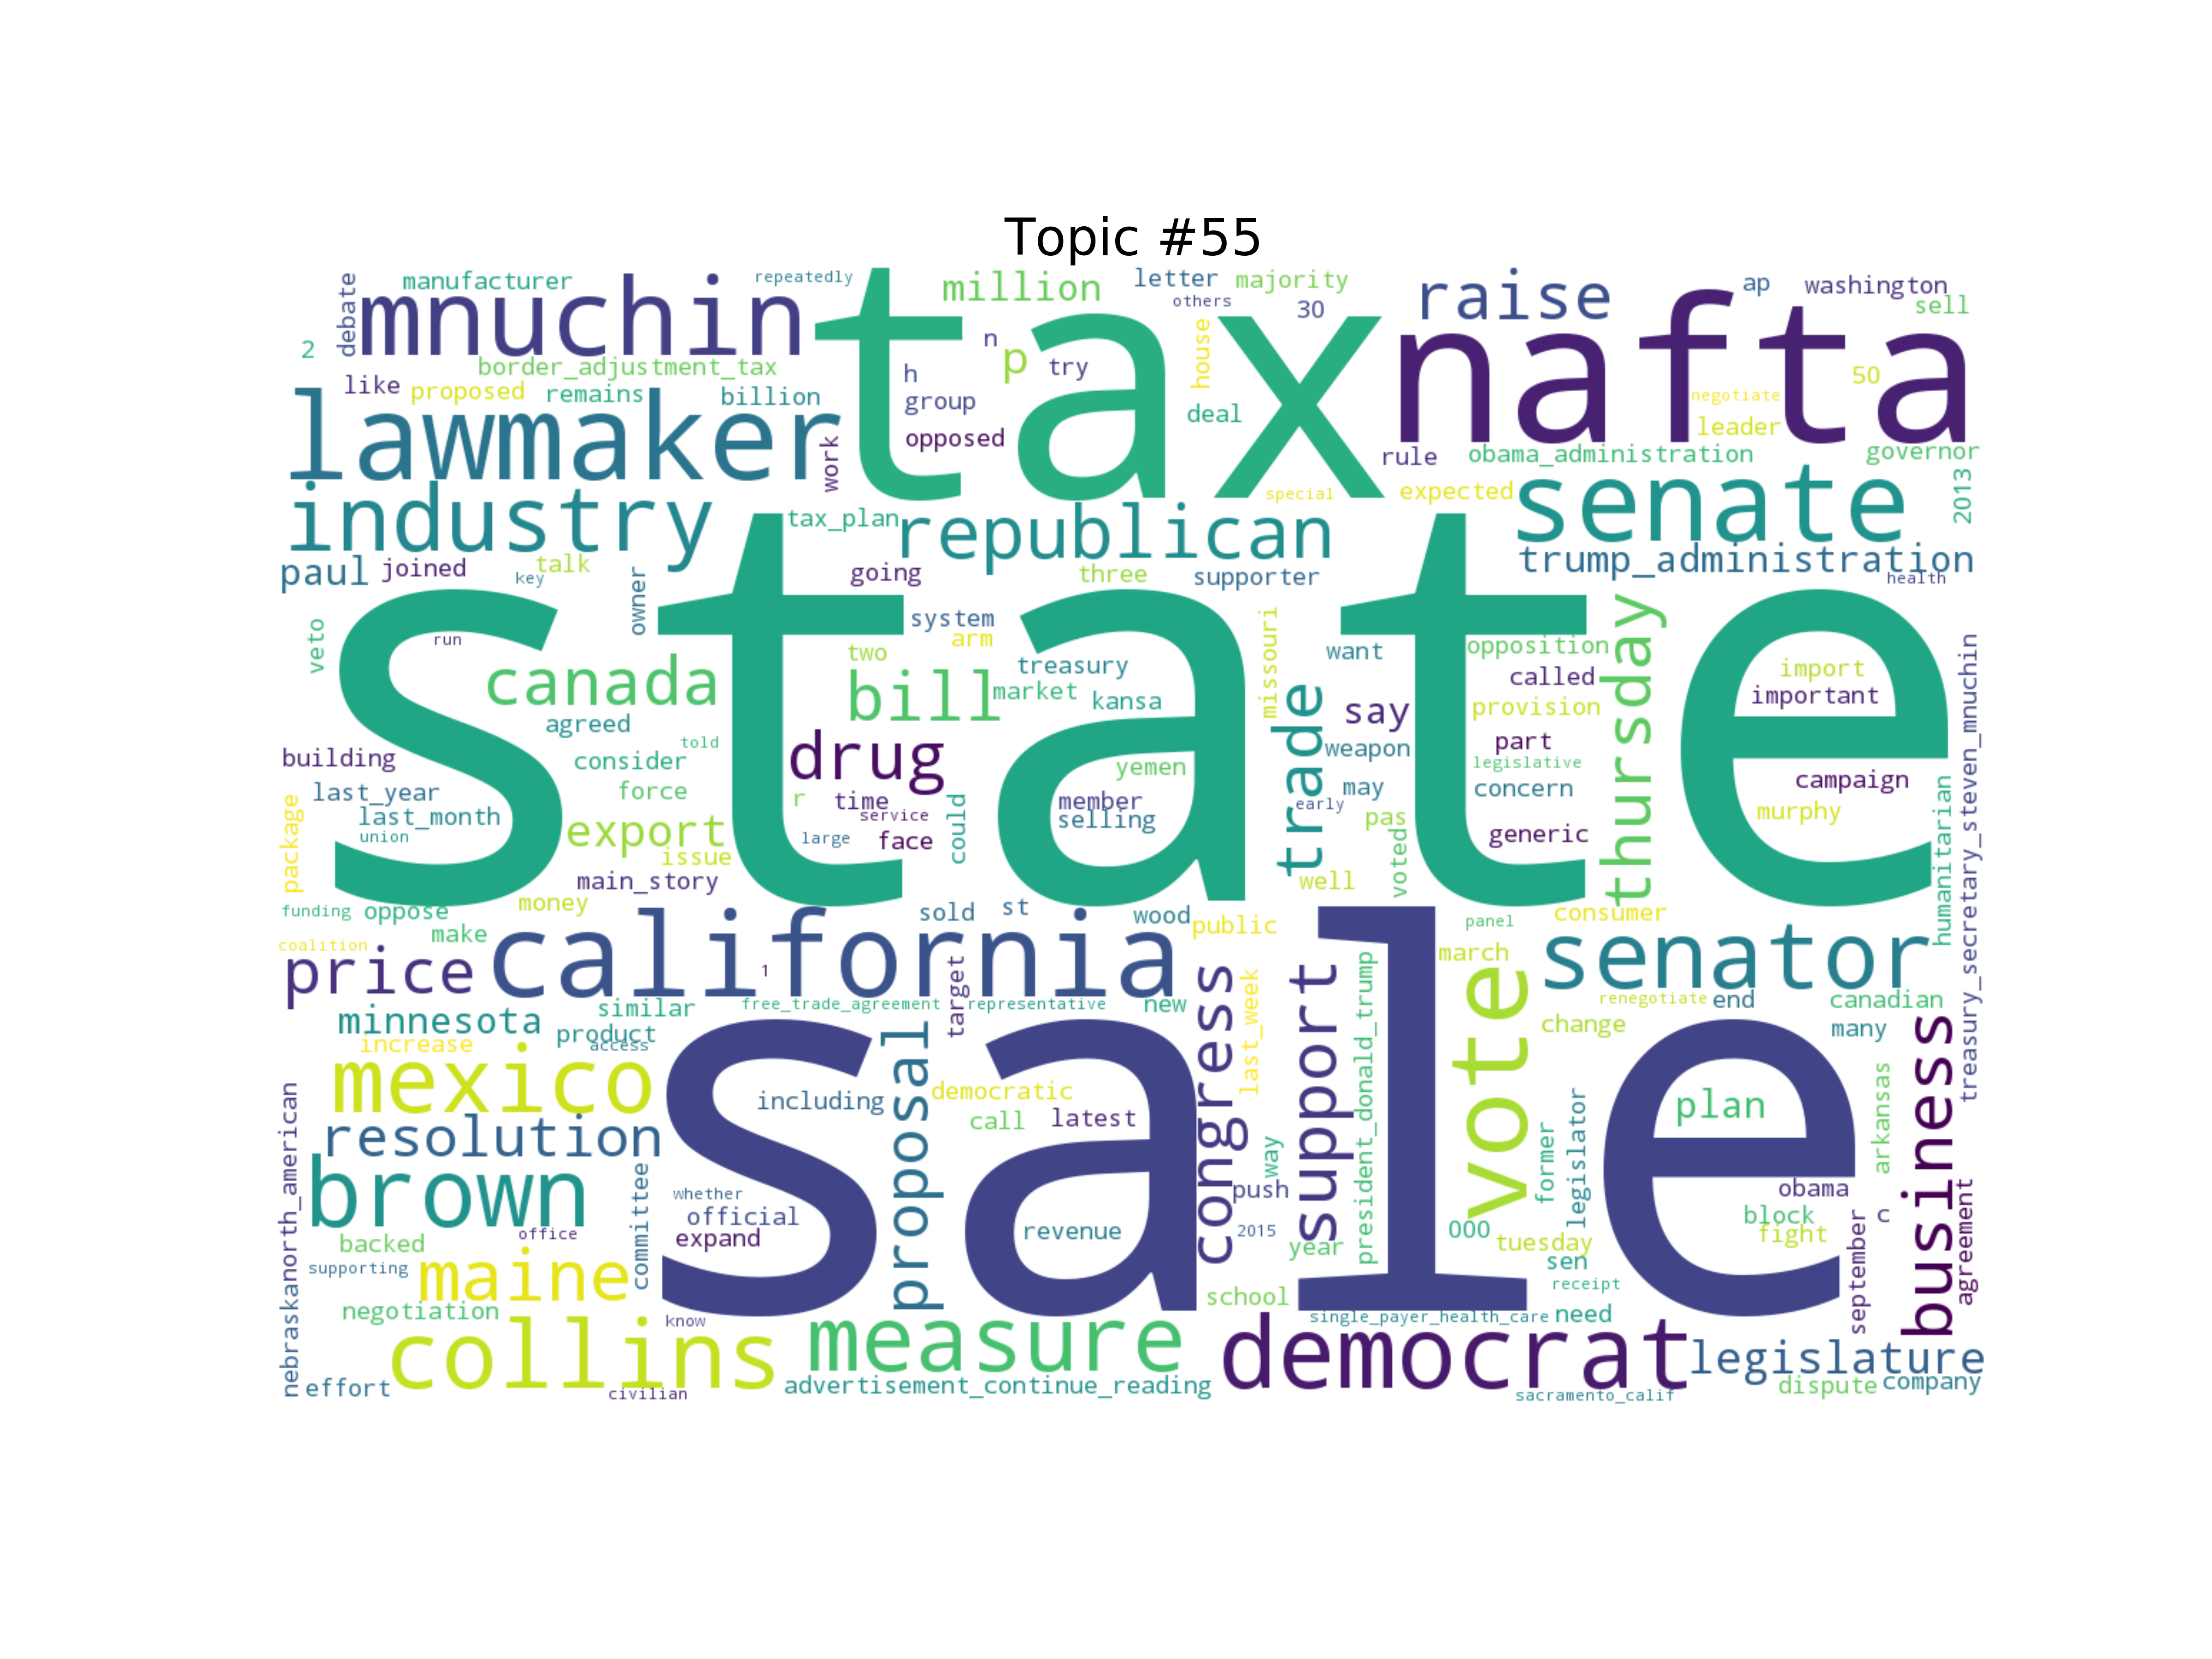 Topic #55
manufacturer
repeatedly
million
letter
majority
raise
ap
washington
debate
mnuchin
tax
others
30
nafta
sell
2
border_adjustment_tax
n
p
try
house
like
proposed
remains
billion
h
group
deal
negotiate
50
leader
lawmaker
work
opposed
rule
obama_administration
governor
special
expected
senate
2013
industry
tax_plan
republican
paul
joined
key
talk
owner
going
three
supporter
trump_administration
health
state
veto
run
system
arm
missouri
want
opposition
thursday
import
treasury_secretary_steven_mnuchin
canada
two
treasury
called
important
bill
market
kansa
say
provision
agreed
building
told
drug
trade
weapon
part
consider
yemen
legislative
last_year
force
r
time
member
may
concern
campaign
last_month
service
could
selling
early
pas
murphy
humanitarian
package
union
export
large
face
generic
issue
voted
main_story
well
funding
oppose
money
sold
st
wood
public
consumer
make
coalition
california
panel
price
1
target
march
senator
similar
free_trade_agreement
representative
new
last_week
renegotiate
end
canadian
minnesota
product
access
change
many
increase
sale
congress
support
president_donald_trump
vote
business
mexico
proposal
including
democratic
plan
arkansas
resolution
call
latest
former
legislator
nebraskanorth_american
brown
committee
whether
way
push
obama
official
block
c
office
expand
revenue
2015
000
fight
backed
year
tuesday
september
agreement
supporting
maine
sen
school
receipt
negotiation
know
measure
single_payer_health_care
need
collins
democrat
legislature
effort
civilian
advertisement_continue_reading
sacramento_calif
dispute
company